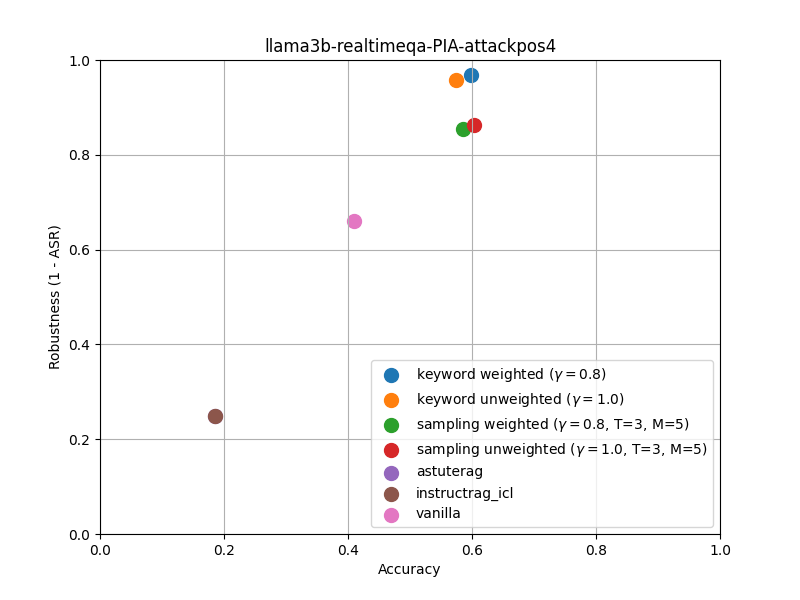 llama3b-realtimeqa-PIA-attackpos4
1.0
0.8
0.6
0.4
0.2
0.0
Robustness (1 - ASR)
keyword weighted (γ = 0.8)
keyword unweighted (γ = 1.0)
sampling weighted (γ = 0.8, T=3, M=5)
sampling unweighted (γ = 1.0, T=3, M=5)
astuterag
instructrag_icl
vanilla
0.0 0.2 0.4 0.6 0.8 1.0
Accuracy